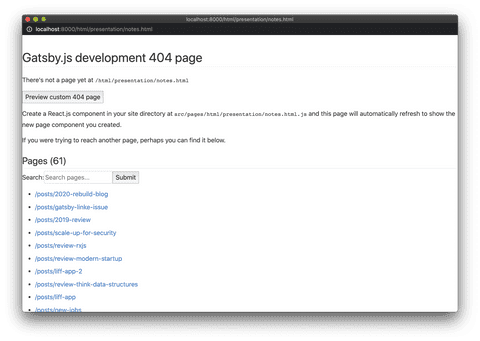 localhost:8000/html/presentation/notes.html
localhost:8000/html/presentation/notes.html
Gatsby.js development 404 page
There's not a page yet at /html/presentation/notes.html
Preview custom 404 page
Create a React.js component in your site directory at src/pages/html/presentation/notes.html.js and this page will automatically refresh to show the
new page component you created.
If you were trying to reach another page, perhaps you can find it below.
Pages (61)
Search: Search pages... Submit
/posts/2020-rebuild-blog
/posts/gatsby-linke-issue
/posts/2019-review
/posts/scale-up-for-security
/posts/review-rxjs
/posts/review-modern-startup
/posts/liff-app-2
/posts/review-think-data-structures
/posts/liff-app
/posts/new-jobs